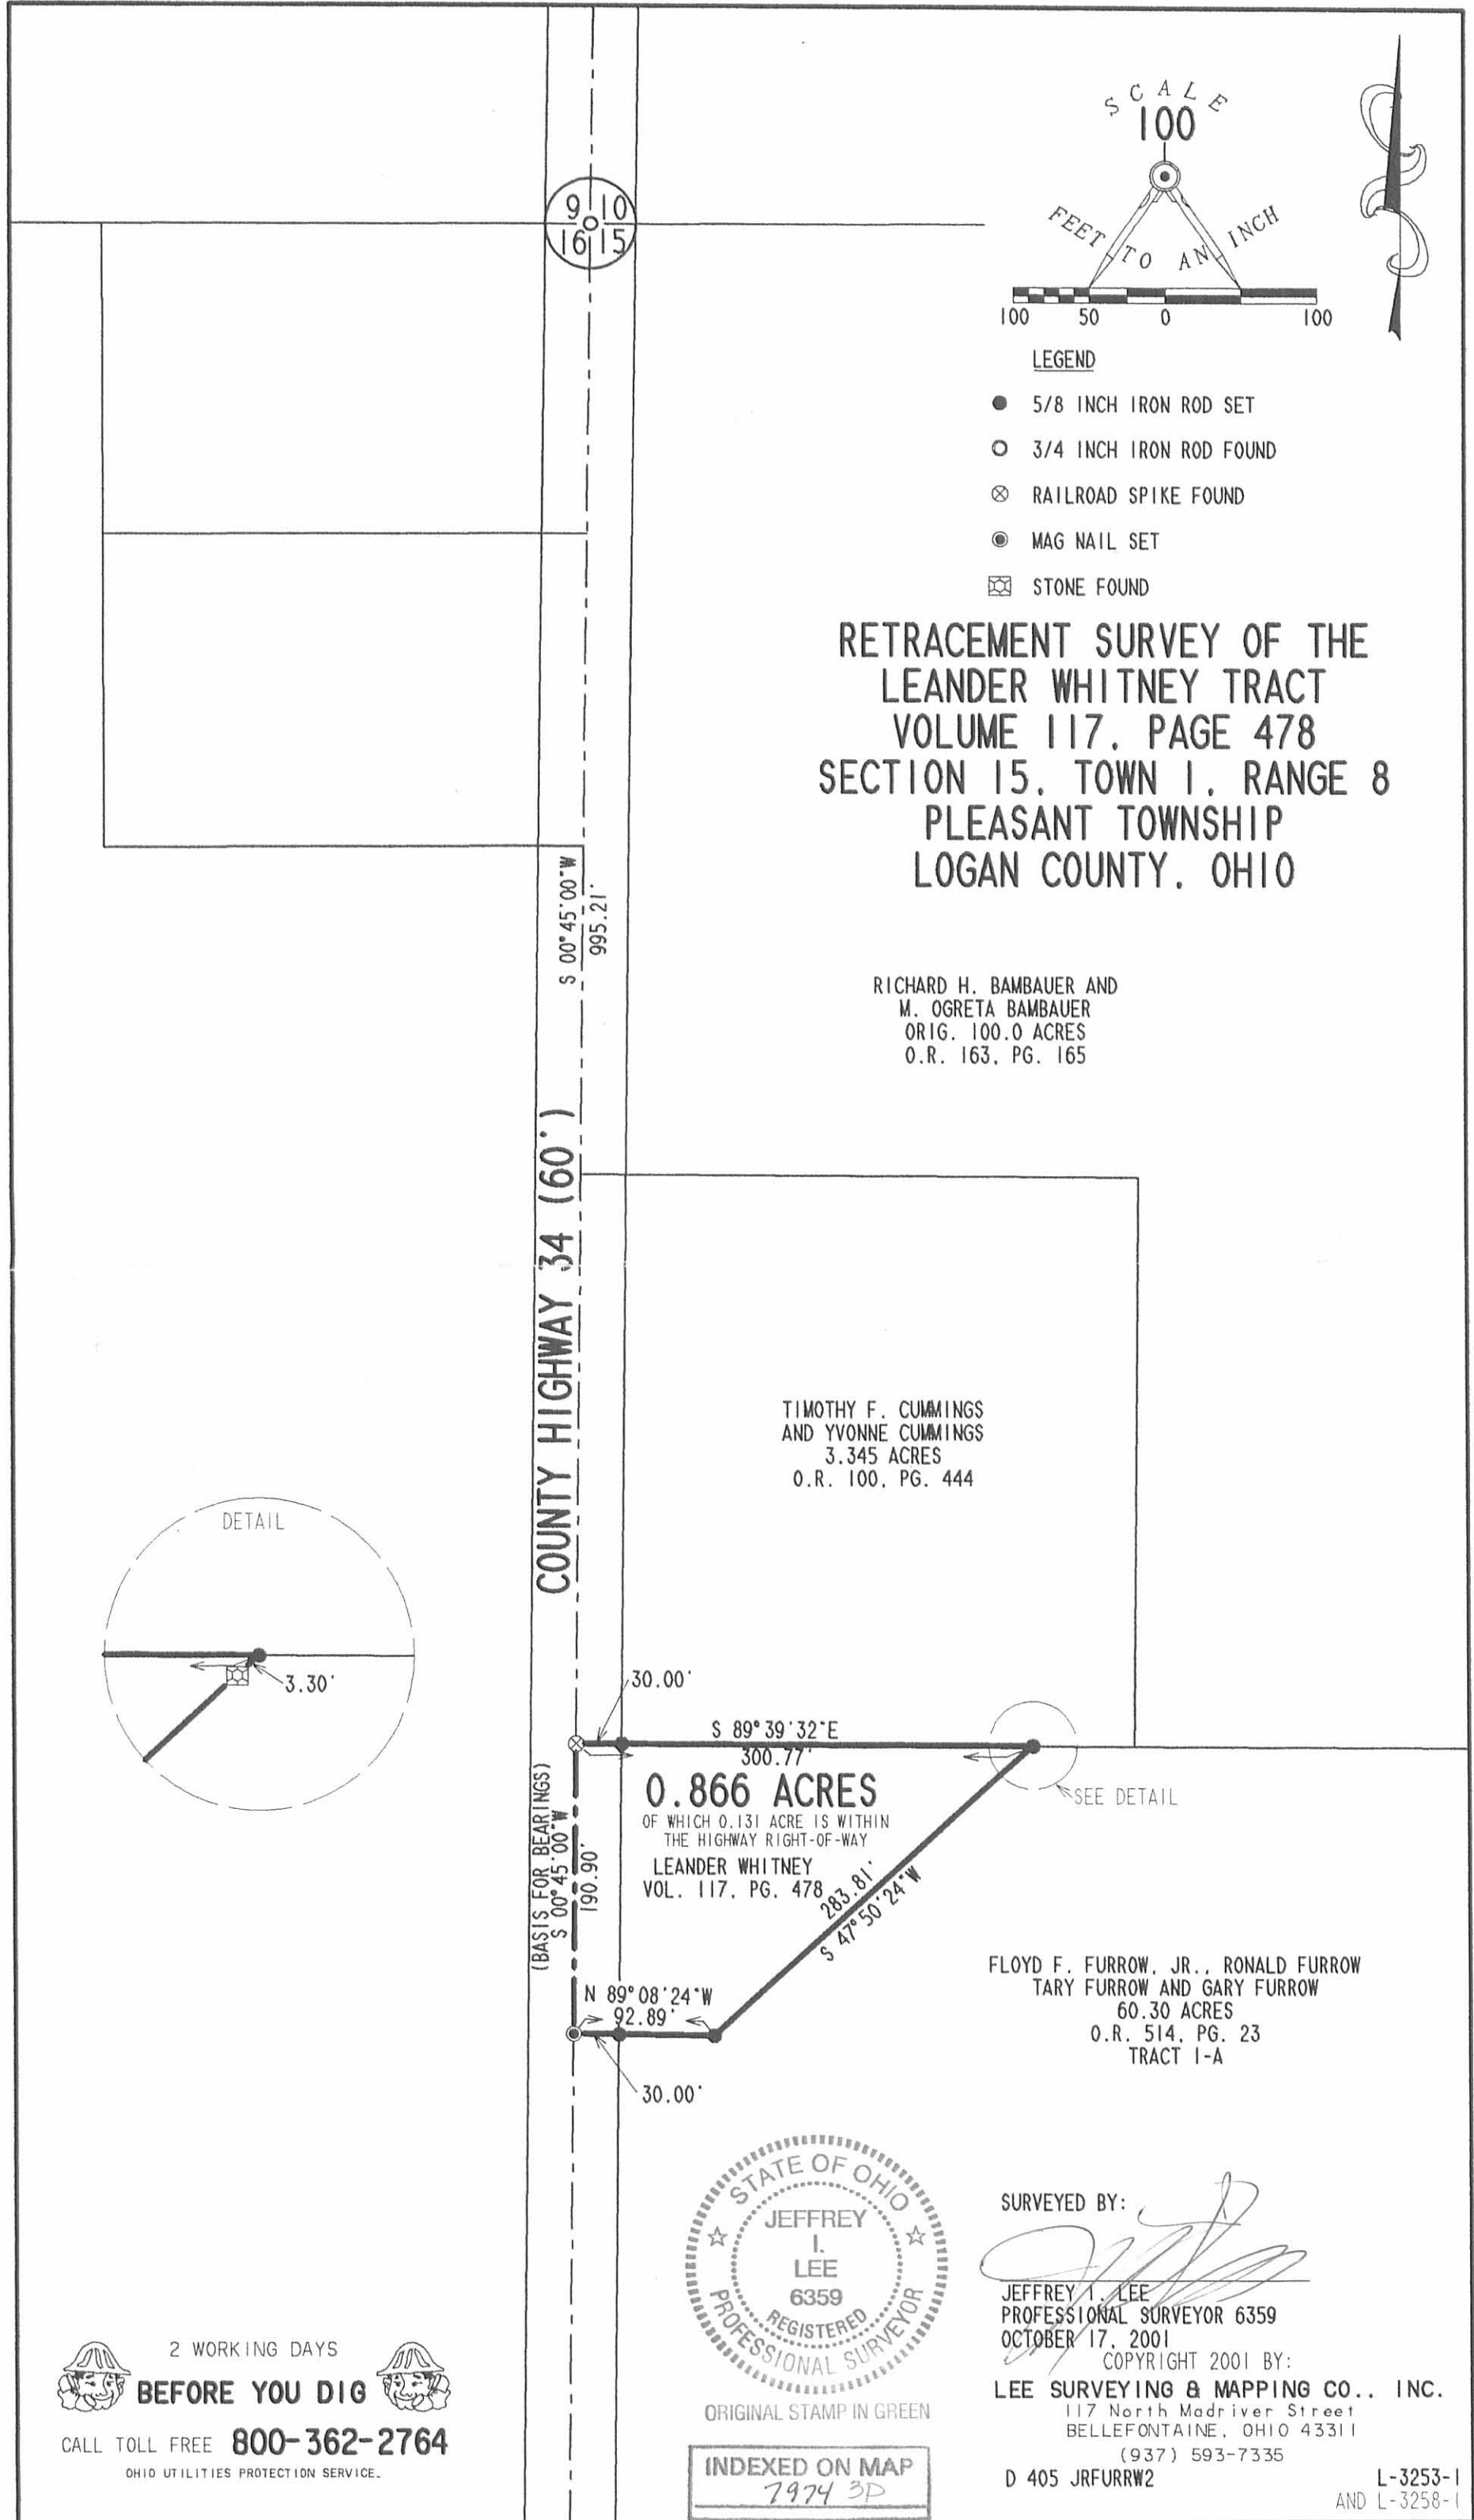 SCALE
100
FEET TO AN INCH
100 50 0 100
9 10
16 15
LEGEND
5/8 INCH IRON ROD SET
3/4 INCH IRON ROD FOUND
RAILROAD SPIKE FOUND
MAG NAIL SET
STONE FOUND
RETRACEMENT SURVEY OF THE
LEANDER WHITNEY TRACT
VOLUME 117, PAGE 478
SECTION 15, TOWN 1, RANGE 8
PLEASANT TOWNSHIP
LOGAN COUNTY, OHIO
S 00°45'00"W
995.21'
RICHARD H. BAMBAUER AND
M. OGRETA BAMBAUER
ORIG. 100.0 ACRES
O.R. 163, PG. 165
COUNTY HIGHWAY 34 (60')
TIMOTHY F. CUMMINGS
AND YVONNE CUMMINGS
3.345 ACRES
O.R. 100, PG. 444
DETAIL
3.30'
30.00'
S 89°39'32"E
300.77'
0.866 ACRES
OF WHICH 0.131 ACRE IS WITHIN
THE HIGHWAY RIGHT-OF-WAY
LEANDER WHITNEY
VOL. 117, PG. 478
SEE DETAIL
(BASIS FOR BEARINGS)
S 00°45'00"W
190.90'
283.81'
S 47°50'24"W
N 89°08'24"W
92.89'
30.00'
FLOYD F. FURROW, JR., RONALD FURROW
TARY FURROW AND GARY FURROW
60.30 ACRES
O.R. 514, PG. 23
TRACT 1-A
STATE OF OHIO
JEFFREY
I.
LEE
6359
REGISTERED
PROFESSIONAL SURVEYOR
ORIGINAL STAMP IN GREEN
INDEXED ON MAP
7974 3D
SURVEYED BY:
JEFFREY I. LEE
PROFESSIONAL SURVEYOR 6359
OCTOBER 17, 2001
COPYRIGHT 2001 BY:
LEE SURVEYING & MAPPING CO., INC.
117 North Madriver Street
BELLEFONTAINE, OHIO 43311
(937) 593-7335
D 405 JRFURRW2
L-3253-1
AND L-3258-1
2 WORKING DAYS
BEFORE YOU DIG
CALL TOLL FREE 800-362-2764
OHIO UTILITIES PROTECTION SERVICE.